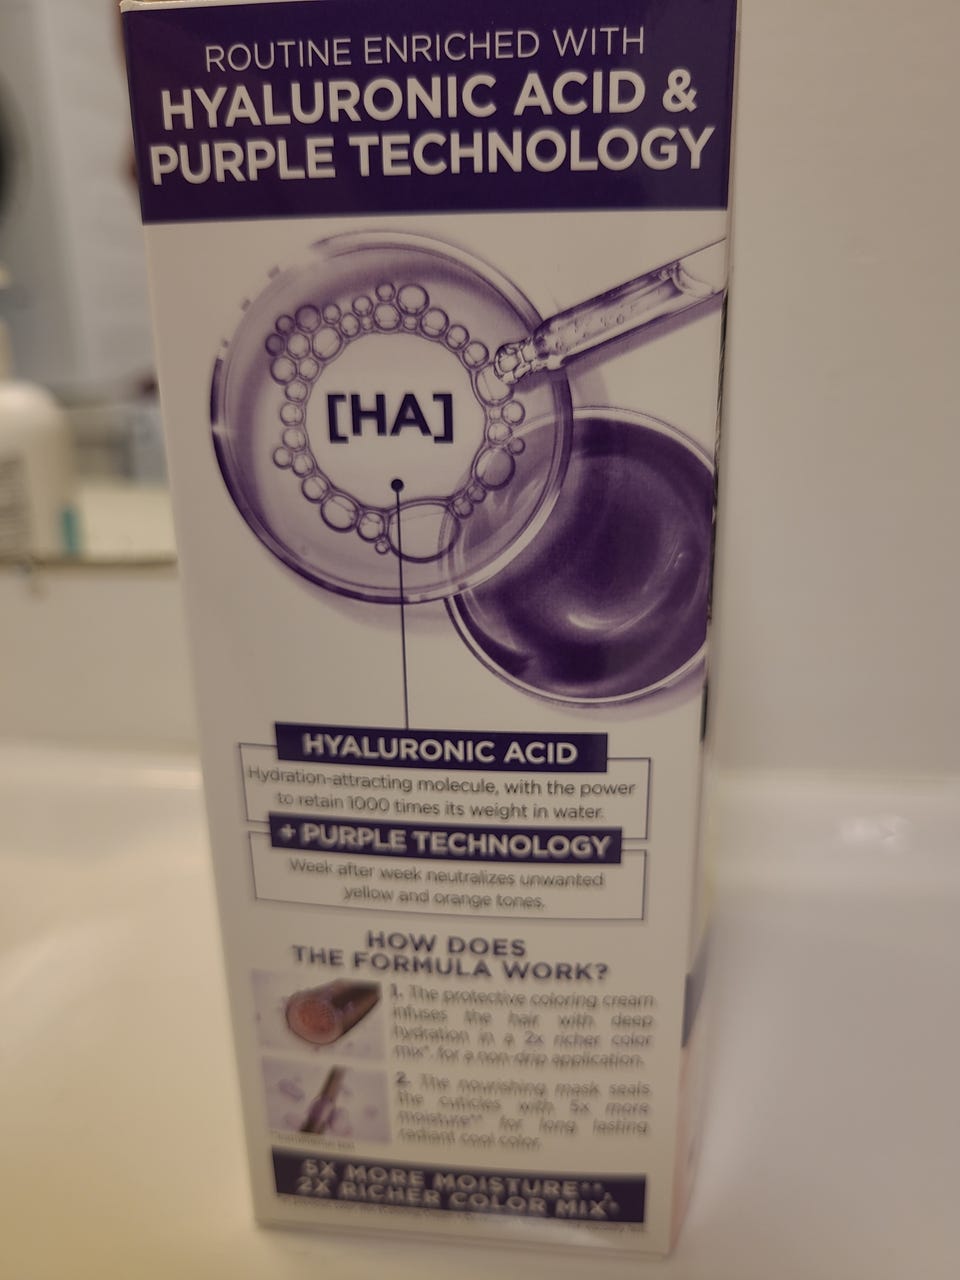 ROUTINE ENRICHED WITH
HYALURONIC ACID &
PURPLE TECHNOLOGY
[HA]
HYALURONIC ACID
Hydration-attracting molecule, with the power
to retain 1000 times its weight in water.
+ PURPLE TECHNOLOGY
Week after week neutralizes unwanted
yellow and orange tones.
HOW DOES
THE FORMULA WORK?
1. The protective coloring cream
infuses the hair with deep
hydration in a 2x richer color
mix*, for a non-drip application.
2. The nourishing mask seals
the cuticles with 5x more
moisture** for long lasting
radiant cool color.
5X MORE MOISTURE**,
2X RICHER COLOR MIX*